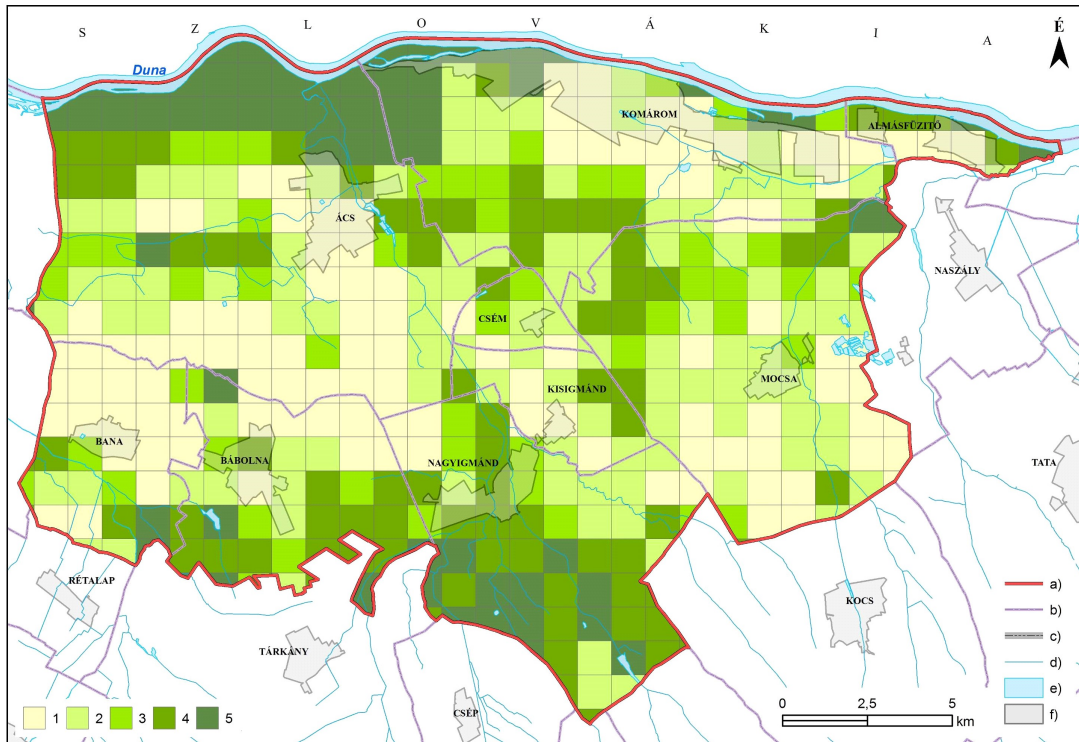 S Z L O V Á K I A
É
Duna
KOMÁROM
ALMÁSFÜZITŐ
ÁCS
NASZÁLY
CSÉM
MOCSA
KISIGMÁND
BANA
BÁBOLNA
NAGYIGMÁND
TATA
RÉTALAP
KOCS
TÁRKÁNY
CSÉP
1 2 3 4 5
0 2,5 5
km
a)
b)
c)
d)
e)
f)